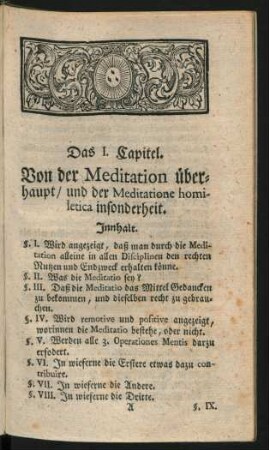 Das I. Capitel.
Von der Meditation über-
haupt/ und der Meditatione homi-
letica insonderheit.
Innhalt.
§. I. Wird angezeigt, daß man durch die Medi-
tation alleine in allen Disciplinen den rechten
Nutzen und Endzweck erhalten könne.
§. II. Was die Meditatio sey?
§. III. Daß die Meditatio das Mittel Gedancken
zu bekommen, und dieselben recht zu gebrau-
chen.
§. IV. Wird remotive und positive angezeigt,
worinnen die Meditatio bestehe, oder nicht.
§. V. Werden alle 3. Operationes Mentis darzu
erfodert.
§. VI. In wieferne die Erstere etwas dazu con-
tribuire.
§. VII. In wieferne die Andere.
§. VIII. In wieferne die Dritte.
A §. IX.